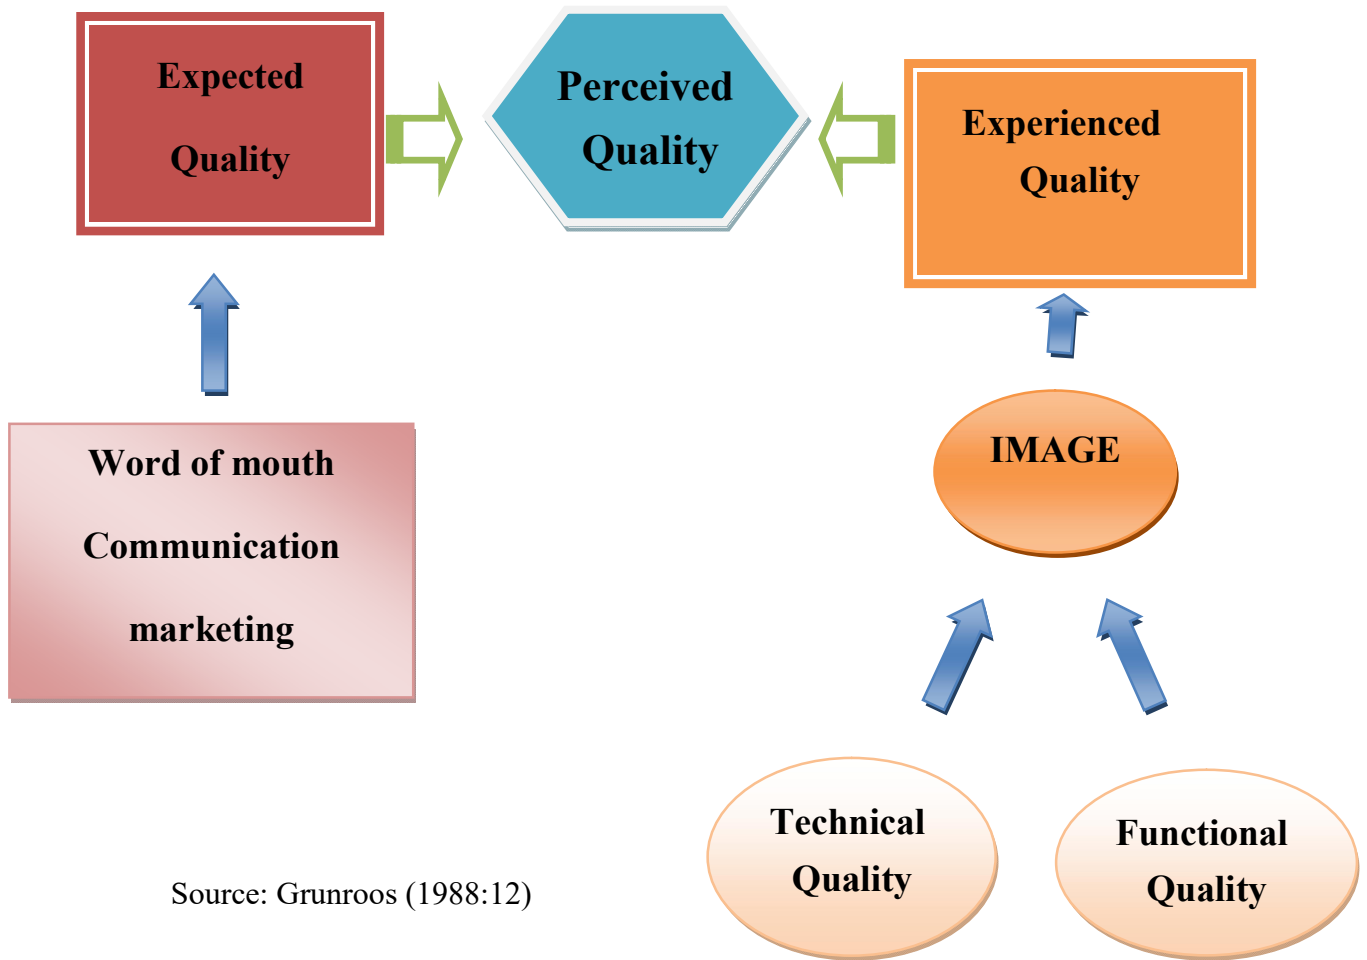 Expected
Quality
Perceived
Quality
Experienced
Quality
Word of mouth
Communication
marketing
IMAGE
Technical
Quality
Functional
Quality
Source: Grunroos (1988:12)